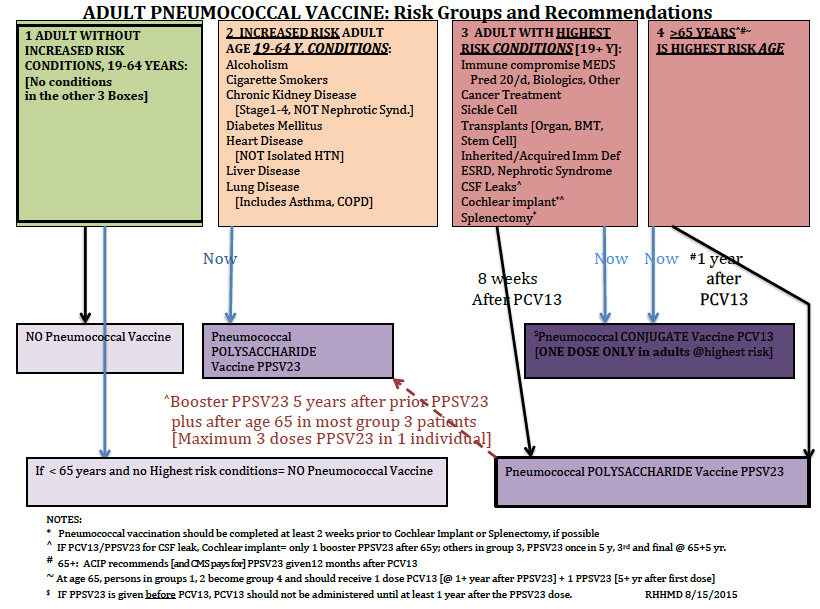 ADULT PNEUMOCOCCAL VACCINE: Risk Groups and Recommendations
1 ADULT WITHOUT
INCREASED RISK
CONDITIONS, 19-64 YEARS:
[No conditions
in the other 3 Boxes]
2 INCREASED RISK ADULT
AGE 19-64 Y. CONDITIONS:
Alcoholism
Cigarette Smokers
Chronic Kidney Disease
[Stage1-4, NOT Nephrotic Synd.]
Diabetes Mellitus
Heart Disease
[NOT Isolated HTN]
Liver Disease
Lung Disease
[Includes Asthma, COPD]
3 ADULT WITH HIGHEST
RISK CONDITIONS [19+ Y]:
Immune compromise MEDS
Pred 20/d, Biologics, Other
Cancer Treatment
Sickle Cell
Transplants [Organ, BMT,
Stem Cell]
Inherited/Acquired Imm Def
ESRD, Nephrotic Syndrome
CSF Leaks^
Cochlear implant*^
Splenectomy*
4 >65 YEARS^#~
IS HIGHEST RISK AGE
Now
8 weeks
After PCV13
Now
Now
#1 year
after
PCV13
NO Pneumococcal Vaccine
Pneumococcal
POLYSACCHARIDE
Vaccine PPSV23
$Pneumococcal CONJUGATE Vaccine PCV13
[ONE DOSE ONLY in adults @highest risk]
^Booster PPSV23 5 years after prior PPSV23
plus after age 65 in most group 3 patients
[Maximum 3 doses PPSV23 in 1 individual]
If < 65 years and no Highest risk conditions= NO Pneumococcal Vaccine
Pneumococcal POLYSACCHARIDE Vaccine PPSV23
NOTES:
* Pneumococcal vaccination should be completed at least 2 weeks prior to Cochlear Implant or Splenectomy, if possible
^ IF PCV13/PPSV23 for CSF leak, Cochlear implant= only 1 booster PPSV23 after 65y; others in group 3, PPSV23 once in 5 y, 3rd and final @ 65+5 yr.
# 65+: ACIP recommends [and CMS pays for] PPSV23 given12 months after PCV13
~ At age 65, persons in groups 1, 2 become group 4 and should receive 1 dose PCV13 [@ 1+ year after PPSV23] + 1 PPSV23 [5+ yr after first dose]
$ IF PPSV23 is given before PCV13, PCV13 should not be administered until at least 1 year after the PPSV23 dose. RHHMD 8/15/2015